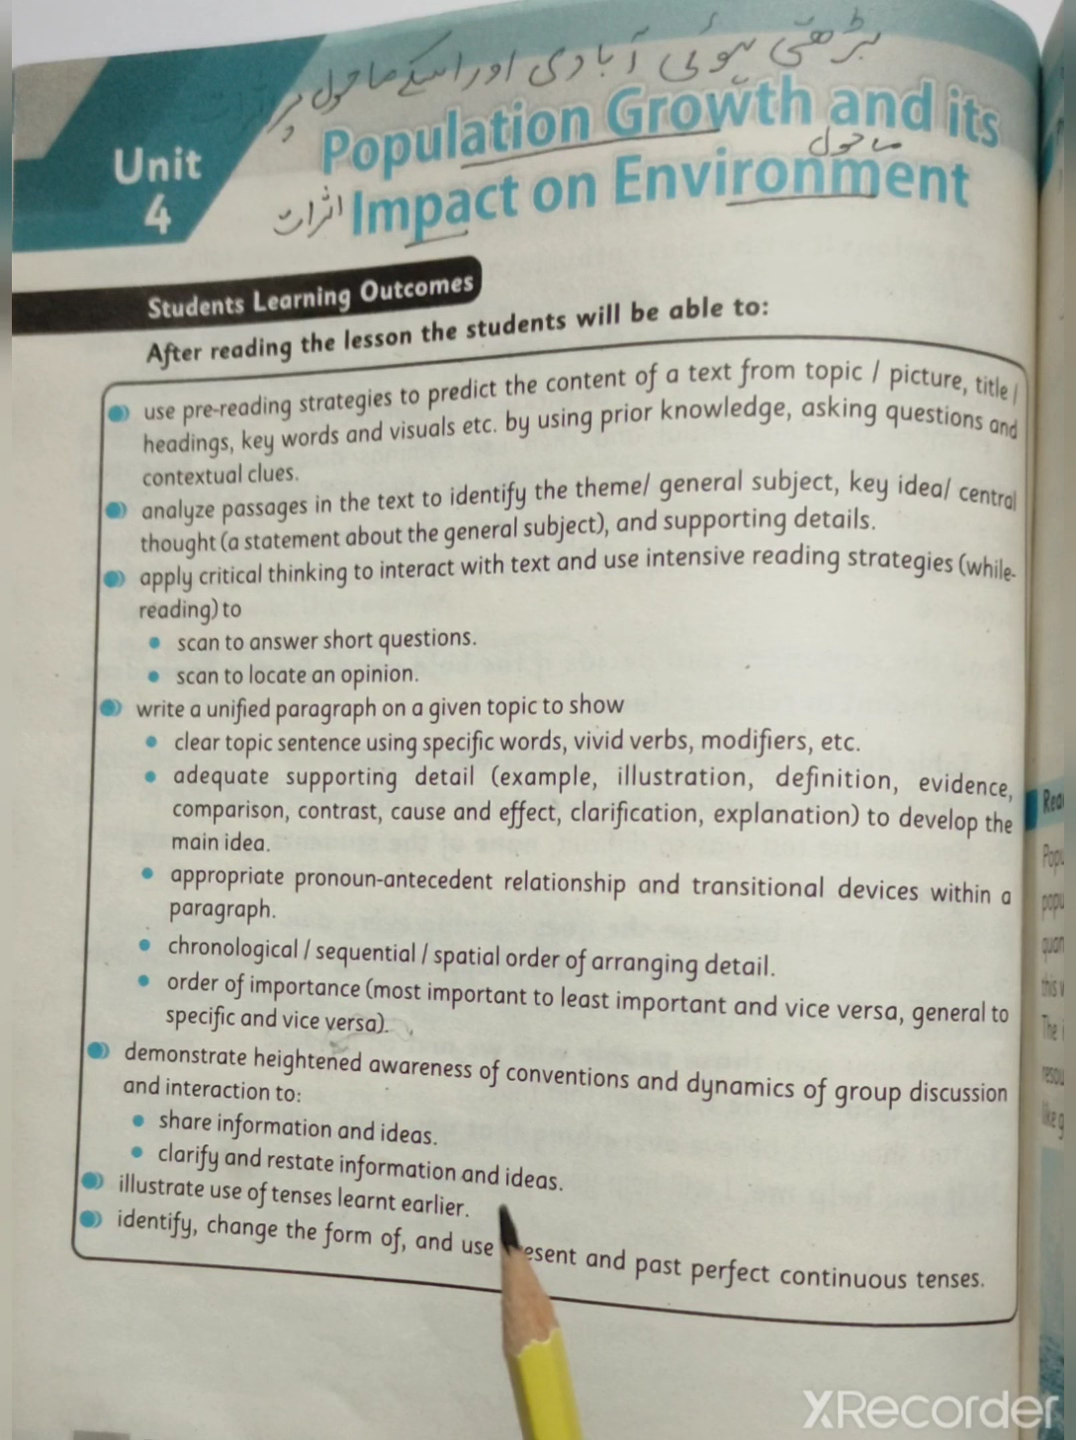 بڑھتی ہوئی آبادی اور اسکے ماحول پر اثرات
Unit
4
Population Growth and its
ماحول
Impact on Environment
اثرات
Students Learning Outcomes
After reading the lesson the students will be able to:
use pre-reading strategies to predict the content of a text from topic / picture, title /
headings, key words and visuals etc. by using prior knowledge, asking questions and
contextual clues.
analyze passages in the text to identify the theme/ general subject, key idea/ central
thought (a statement about the general subject), and supporting details.
apply critical thinking to interact with text and use intensive reading strategies (while-
reading) to
scan to answer short questions.
scan to locate an opinion.
write a unified paragraph on a given topic to show
clear topic sentence using specific words, vivid verbs, modifiers, etc.
adequate supporting detail (example, illustration, definition, evidence,
comparison, contrast, cause and effect, clarification, explanation) to develop the
main idea.
appropriate pronoun-antecedent relationship and transitional devices within a
paragraph.
chronological / sequential / spatial order of arranging detail.
order of importance (most important to least important and vice versa, general to
specific and vice versa).
demonstrate heightened awareness of conventions and dynamics of group discussion
and interaction to:
share information and ideas.
clarify and restate information and ideas.
illustrate use of tenses learnt earlier.
identify, change the form of, and use present and past perfect continuous tenses.
XRecorder